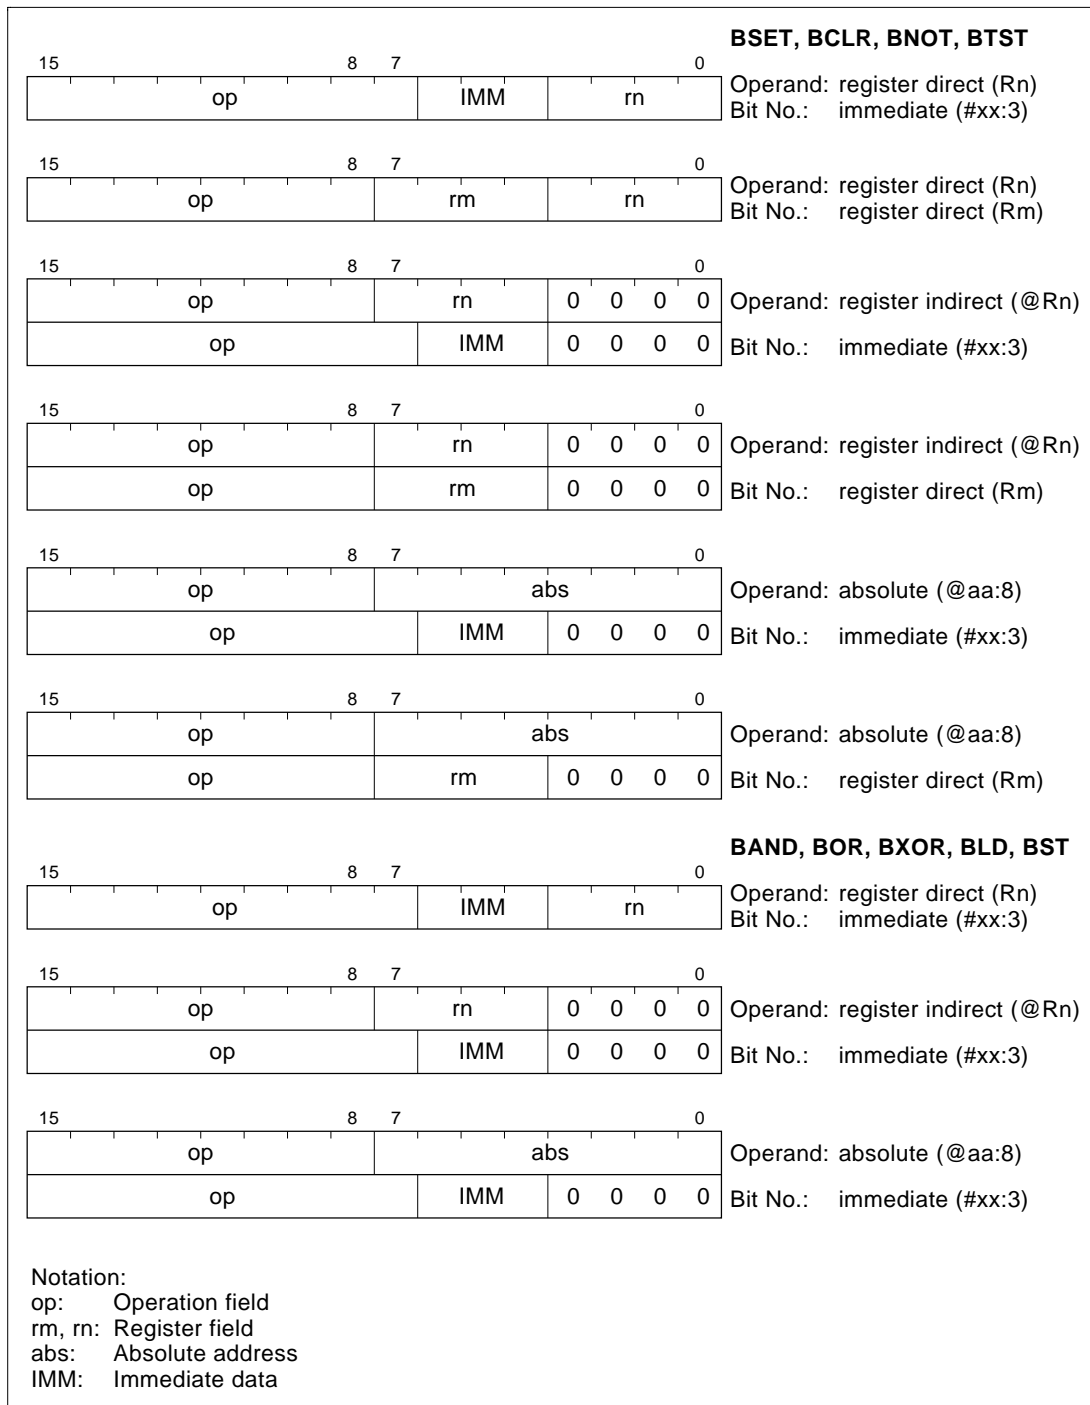 BSET, BCLR, BNOT, BTST
15 8 7 0
op IMM rn
Operand: register direct (Rn)
Bit No.: immediate (#xx:3)
15 8 7 0
op rm rn
Operand: register direct (Rn)
Bit No.: register direct (Rm)
15 8 7 0
op rn 0 0 0 0 Operand: register indirect (@Rn)
op IMM 0 0 0 0 Bit No.: immediate (#xx:3)
15 8 7 0
op rn 0 0 0 0 Operand: register indirect (@Rn)
op rm 0 0 0 0 Bit No.: register direct (Rm)
15 8 7 0
op abs Operand: absolute (@aa:8)
op IMM 0 0 0 0 Bit No.: immediate (#xx:3)
15 8 7 0
op abs Operand: absolute (@aa:8)
op rm 0 0 0 0 Bit No.: register direct (Rm)
BAND, BOR, BXOR, BLD, BST
15 8 7 0
op IMM rn
Operand: register direct (Rn)
Bit No.: immediate (#xx:3)
15 8 7 0
op rn 0 0 0 0 Operand: register indirect (@Rn)
op IMM 0 0 0 0 Bit No.: immediate (#xx:3)
15 8 7 0
op abs Operand: absolute (@aa:8)
op IMM 0 0 0 0 Bit No.: immediate (#xx:3)
Notation:
op: Operation field
rm, rn: Register field
abs: Absolute address
IMM: Immediate data